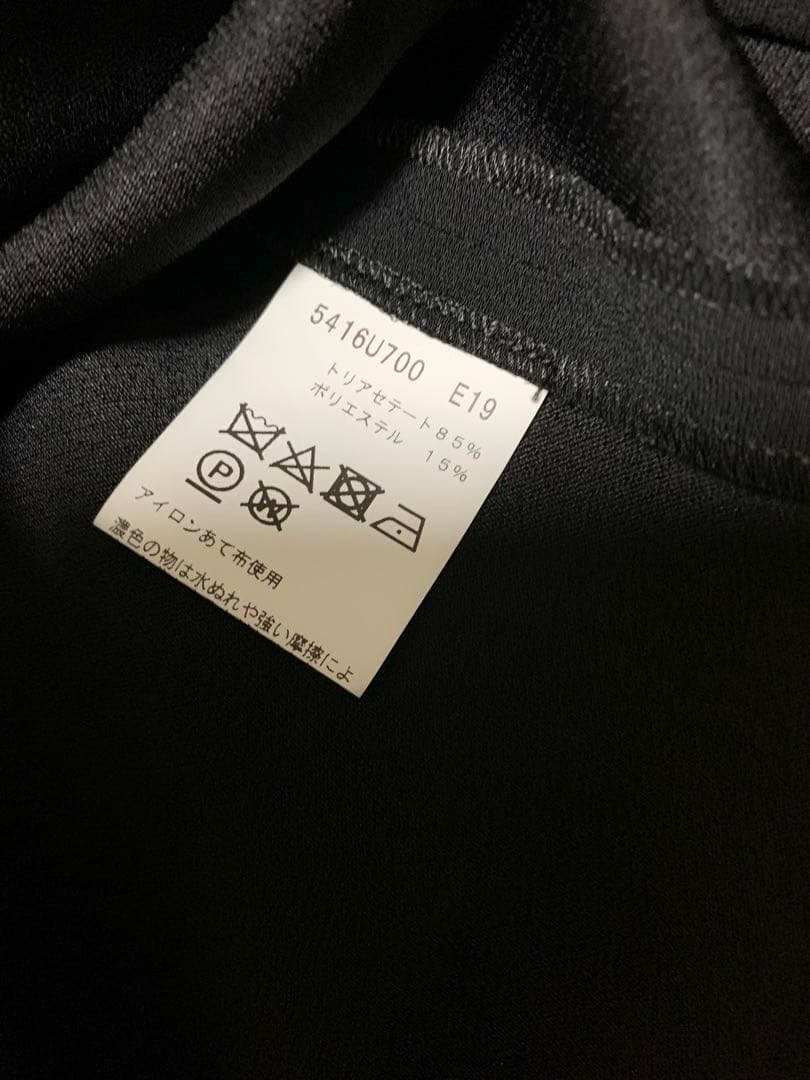 5416U700 E19
トリアセテート85%
ポリエステル 15%
P
W
アイロンあて布使用
濃色の物は水ぬれや強い摩擦によ